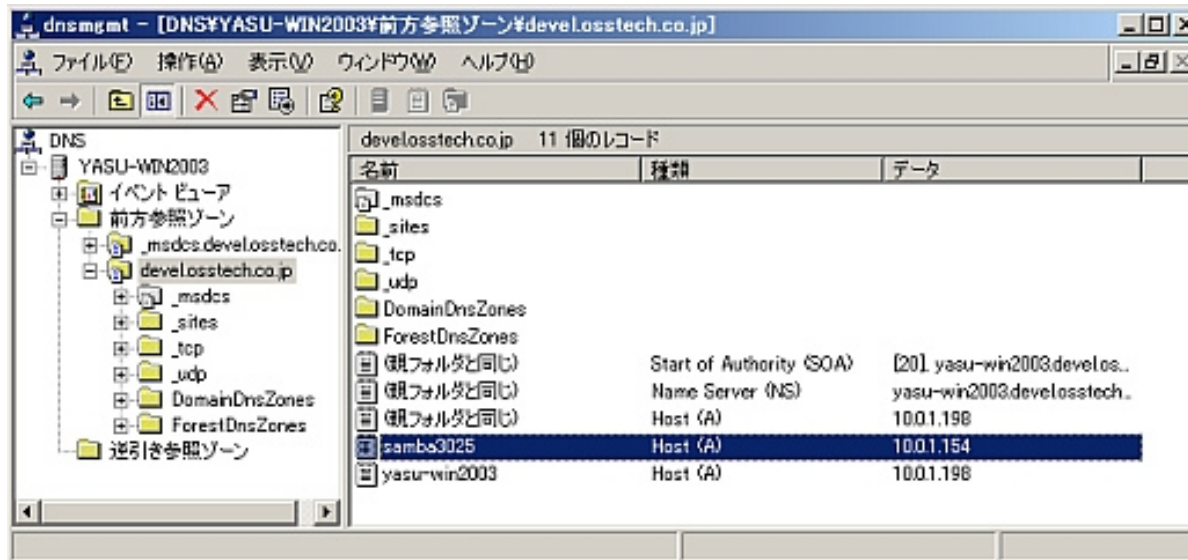 dnsmgmt - [DNS¥YASU-WIN2003¥前方参照ゾーン¥devel.osstech.co.jp]
ファイル(F) 操作(A) 表示(V) ウィンドウ(W) ヘルプ(H)
DNS
YASU-WIN2003
イベント ビューア
前方参照ゾーン
_msdcs.devel.osstech.co.
devel.osstech.co.jp
_msdcs
_sites
_tcp
_udp
DomainDnsZones
ForestDnsZones
逆引き参照ゾーン
devel.osstech.co.jp 11 個のレコード
名前 種類 データ
_msdcs
_sites
_tcp
_udp
DomainDnsZones
ForestDnsZones
(親フォルダと同じ) Start of Authority (SOA) [20], yasu-win2003.devel.os...
(親フォルダと同じ) Name Server (NS) yasu-win2003.devel.osstech...
(親フォルダと同じ) Host (A) 10.0.1.198
samba3025 Host (A) 10.0.1.154
yasu-win2003 Host (A) 10.0.1.198